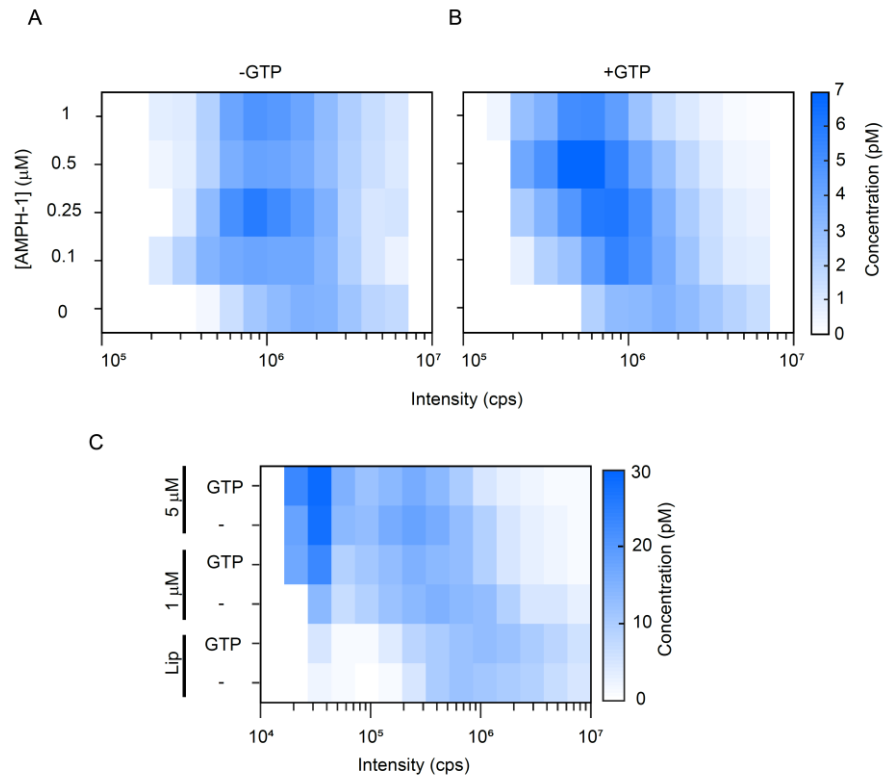 A
B
-GTP
+GTP
[AMPH-1] (μM)
1
0.5
0.25
0.1
0
10⁵
10⁶
10⁷
10⁵
10⁶
10⁷
Intensity (cps)
7
6
5
4
3
2
1
0
Concentration (pM)
C
5 μM
GTP
-
1 μM
GTP
-
Lip
GTP
-
10⁴
10⁵
10⁶
10⁷
Intensity (cps)
30
20
10
0
Concentration (pM)